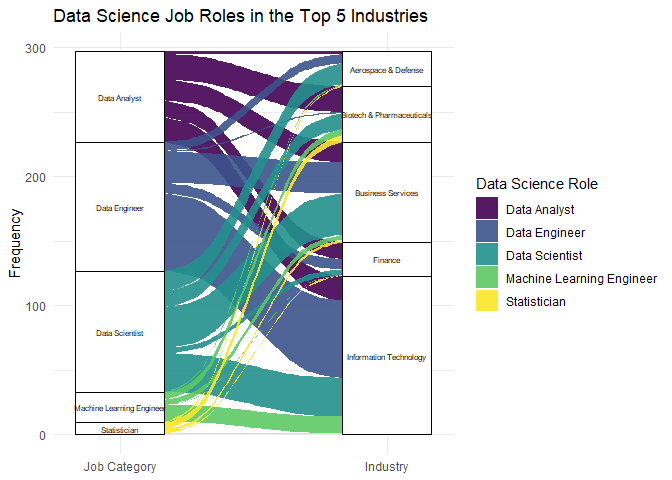 Data Science Job Roles in the Top 5 Industries
Frequency
300
200
100
0
Data Analyst
Data Engineer
Data Scientist
Machine Learning Enginee
Statistician
Aerospace & Defense
Biotech & Pharmaceuticals
Business Services
Finance
Information Technology
Job Category
Industry
Data Science Role
Data Analyst
Data Engineer
Data Scientist
Machine Learning Engineer
Statistician